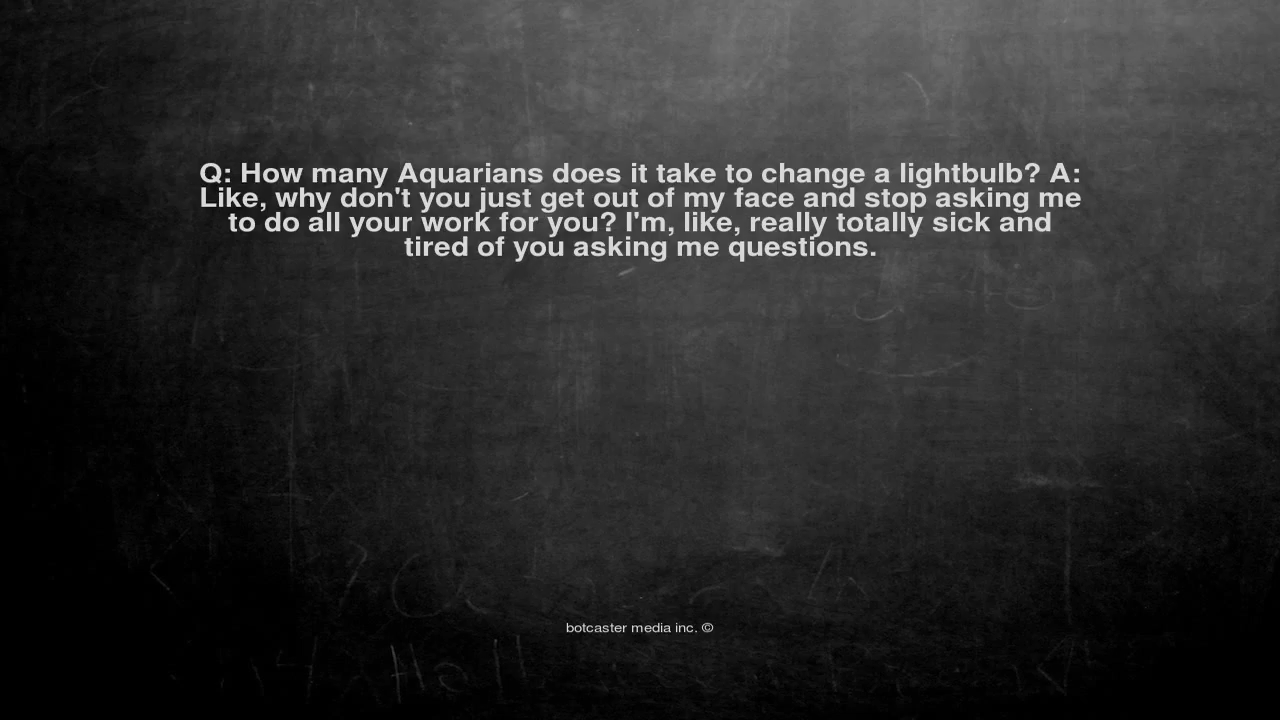 Q: How many Aquarians does it take to change a lightbulb? A:
Like, why don't you just get out of my face and stop asking me
to do all your work for you? I'm, like, really totally sick and
tired of you asking me questions.
botcaster media inc. ©